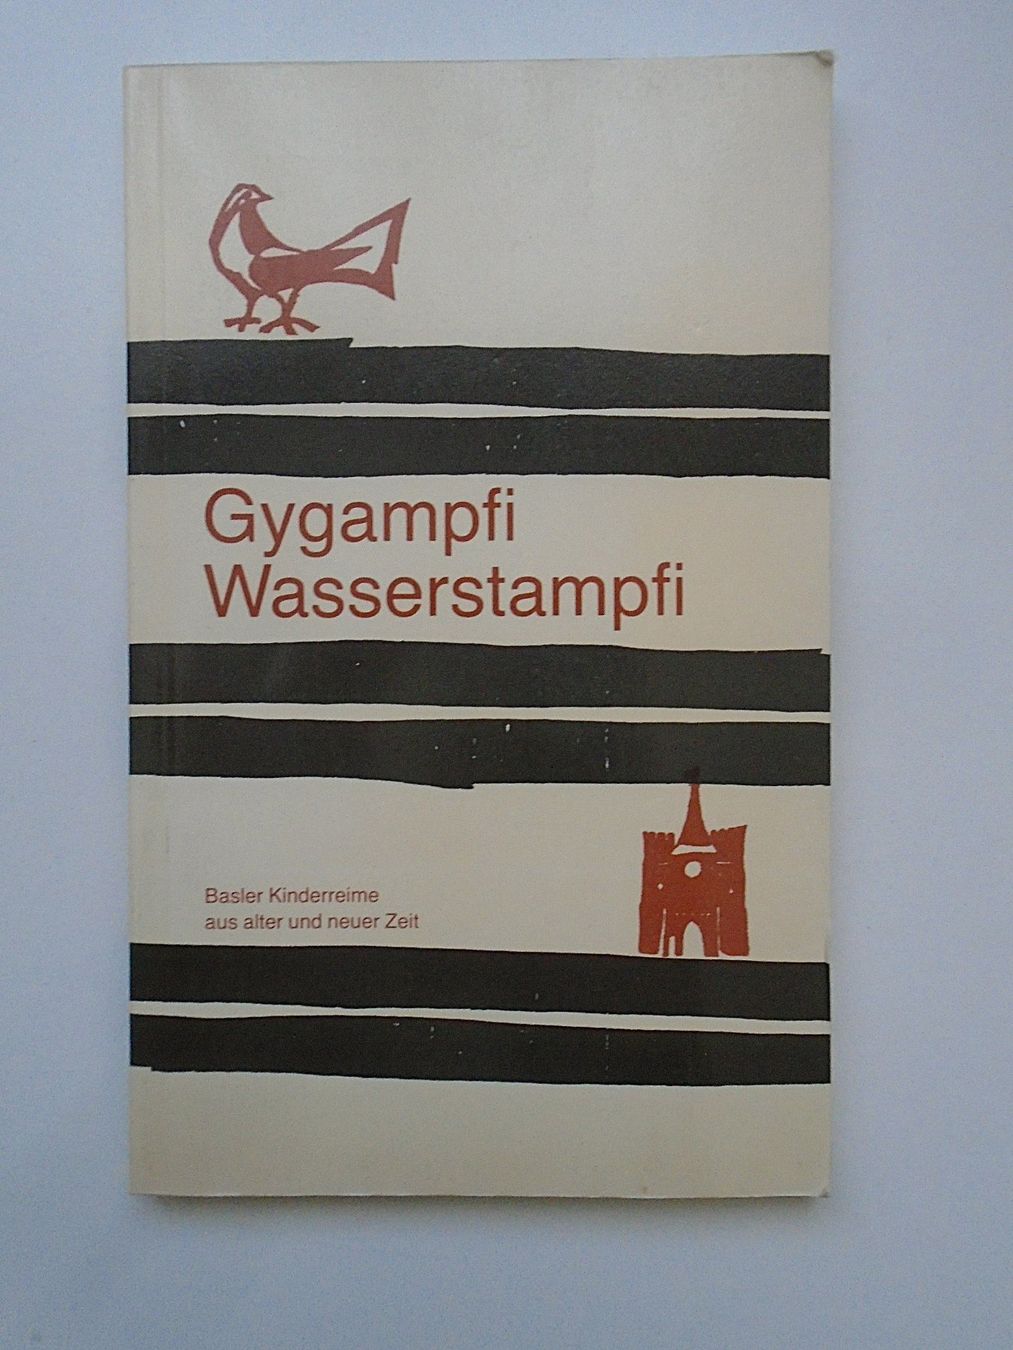 Gygampfi
Wasserstampfi
Basler Kinderreime
aus alter und neuer Zeit